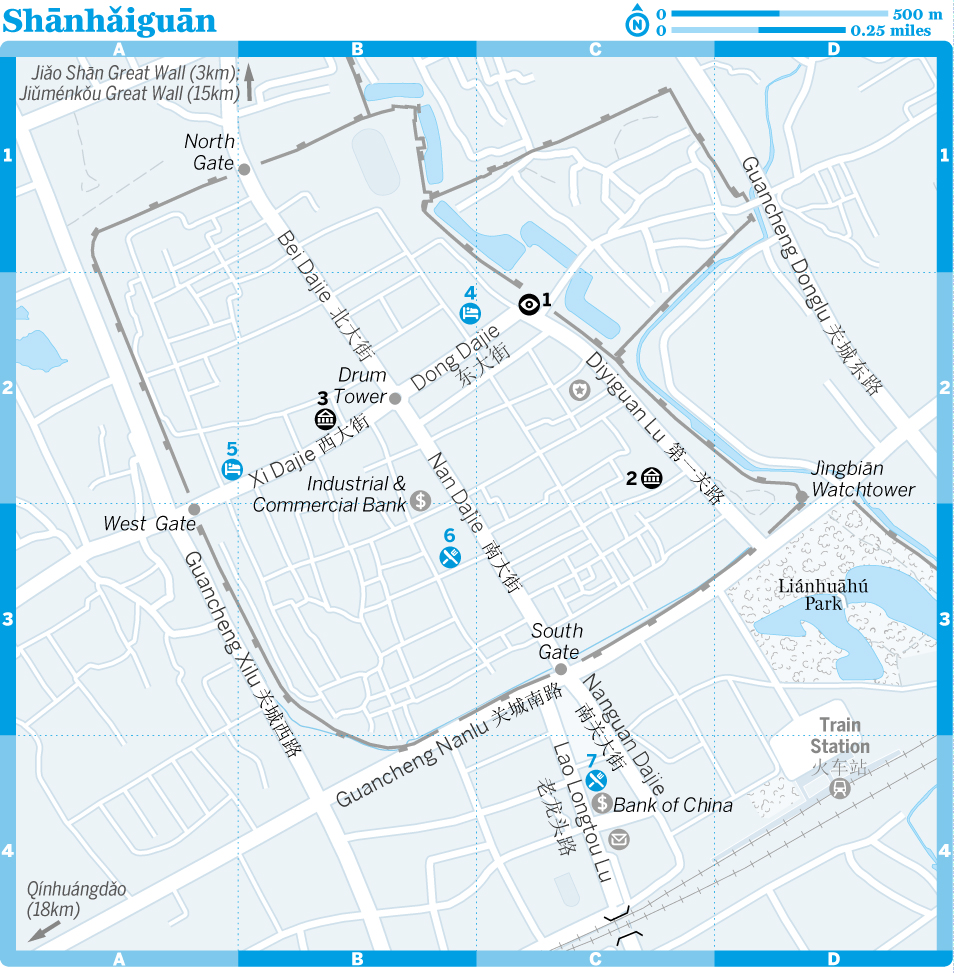 Shānhǎiguān
N
0 500 m
0 0.25 miles
A B C D
Jiǎo Shān Great Wall (3km),
Jiǔménkǒu Great Wall (15km)
North
Gate
1 1
Guancheng Donglu 关城东路
Bei Dajie 北大街
4
1
Dong Dajie
东大街
Drum
Tower
Diyiguan Lu 第一关路
2 2
3
Xi Dajie 西大街
5
2
Jìngbiān
Watchtower
Industrial &
Commercial Bank
$
Nan Dajie 南大街
West Gate
6
Guancheng Xilu 关城西路
Liánhuāhú
Park
3 3
South
Gate
Guancheng Nanlu 关城南路
Nanguan Dajie
南关大街
Train
Station
火车站
7
Lao Longtou Lu
老龙头路
$
Bank of China
4 4
Qínhuángdǎo
(18km)
A B C D